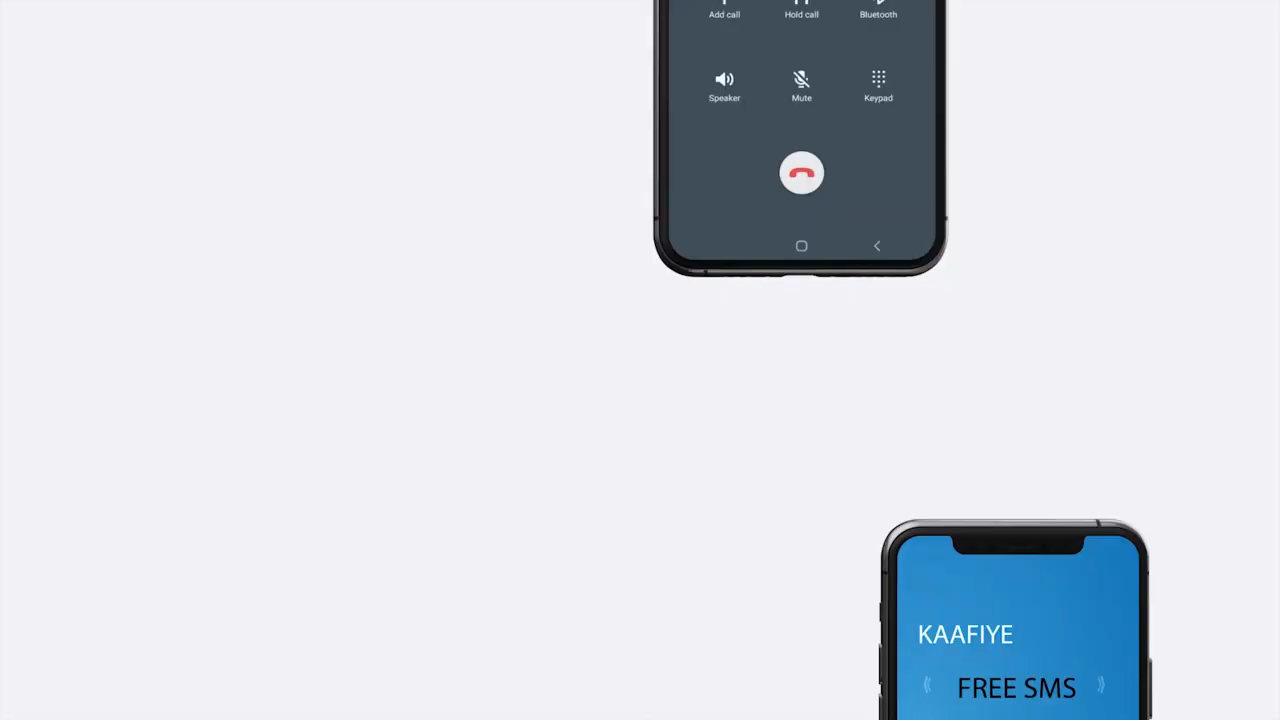 Add call Hold call Bluetooth
Speaker Mute Keypad
KAAFIYE
FREE SMS